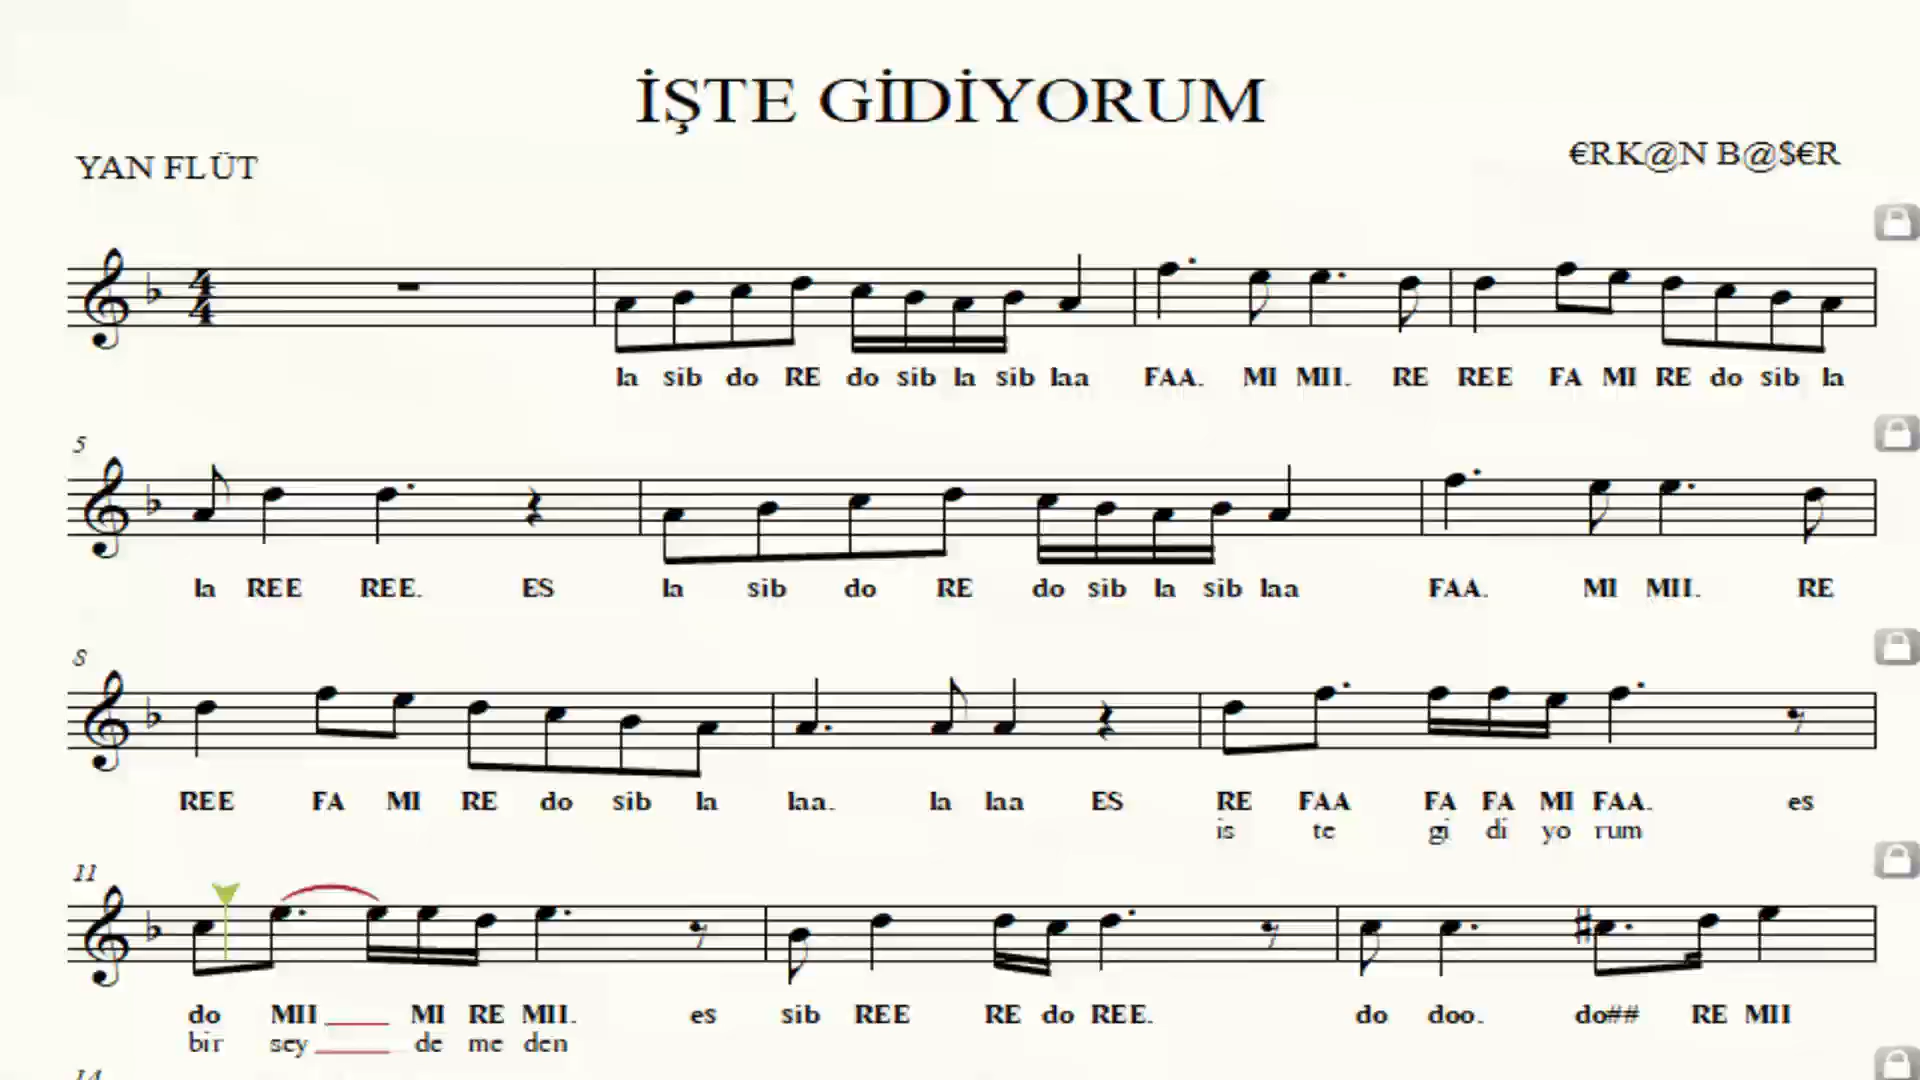 İŞTE GİDİYORUM
YAN FLÜT
€RK@N B@$€R
la sib do RE do sib la sib laa FAA. MI MII. RE REE FA MI RE do sib la
5
la REE REE. ES la sib do RE do sib la sib laa FAA. MI MII. RE
8
REE FA MI RE do sib la laa. la laa ES RE FAA FA FA MI FAA. es
is te gi di yo rum
11
do MII____ MI RE MII. es sib REE RE do REE. do doo. do## RE MII
bir sey____ de me den
14